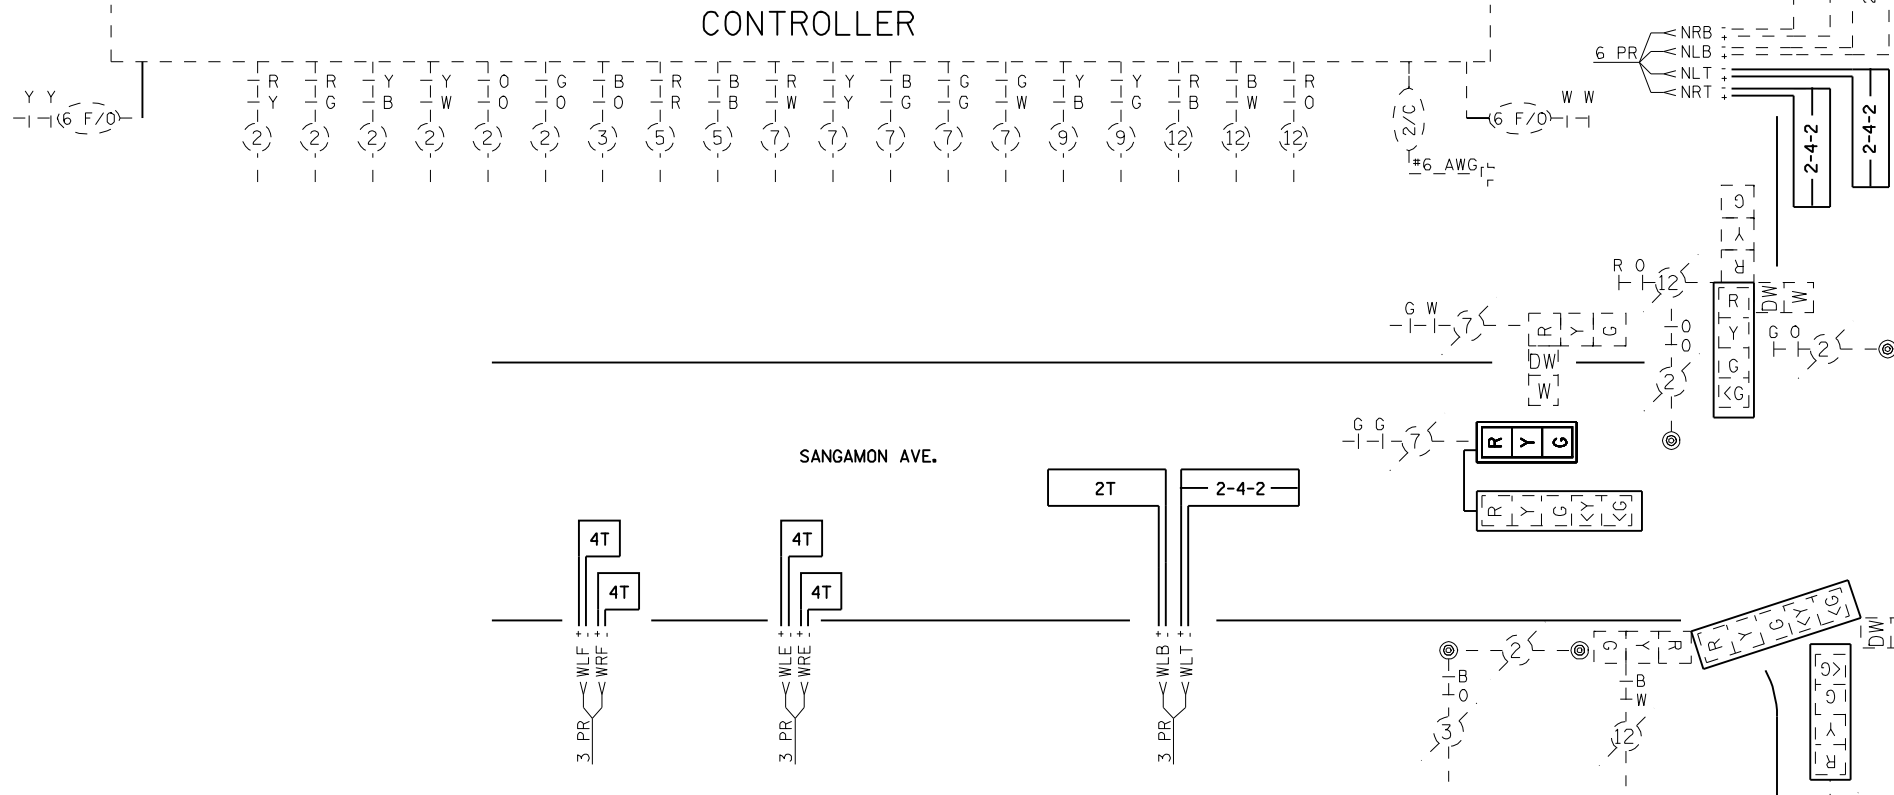 CONTROLLER
Y Y
6 F/O
R R Y Y O G B R B R Y B G G Y Y R B R
Y G B W O O O R B W Y G G W B G B W O
2 2 2 2 2 2 3 5 5 7 7 7 7 7 9 9 12 12 12
2/C
#6 AWG
6 F/O
W W
6 PR
NRB - +
NLB - +
NLT - +
NRT - +
2-4-2
2-4-2
G
Y
R
R O 12
R DW W
Y
G
<G
G O 2
O
O
2
G W 7
R Y G
DW
W
G G 7
R Y G
R Y G <Y <G
SANGAMON AVE.
2T
2-4-2
4T
4T
4T
4T
+ - + -
WLF WRF
3 PR
+ - + -
WLE WRE
3 PR
+ - + -
WLB WLT
3 PR
2
B
O
3
G Y R
B
W
12
R Y G <Y <G
DW
<G
G
Y
R